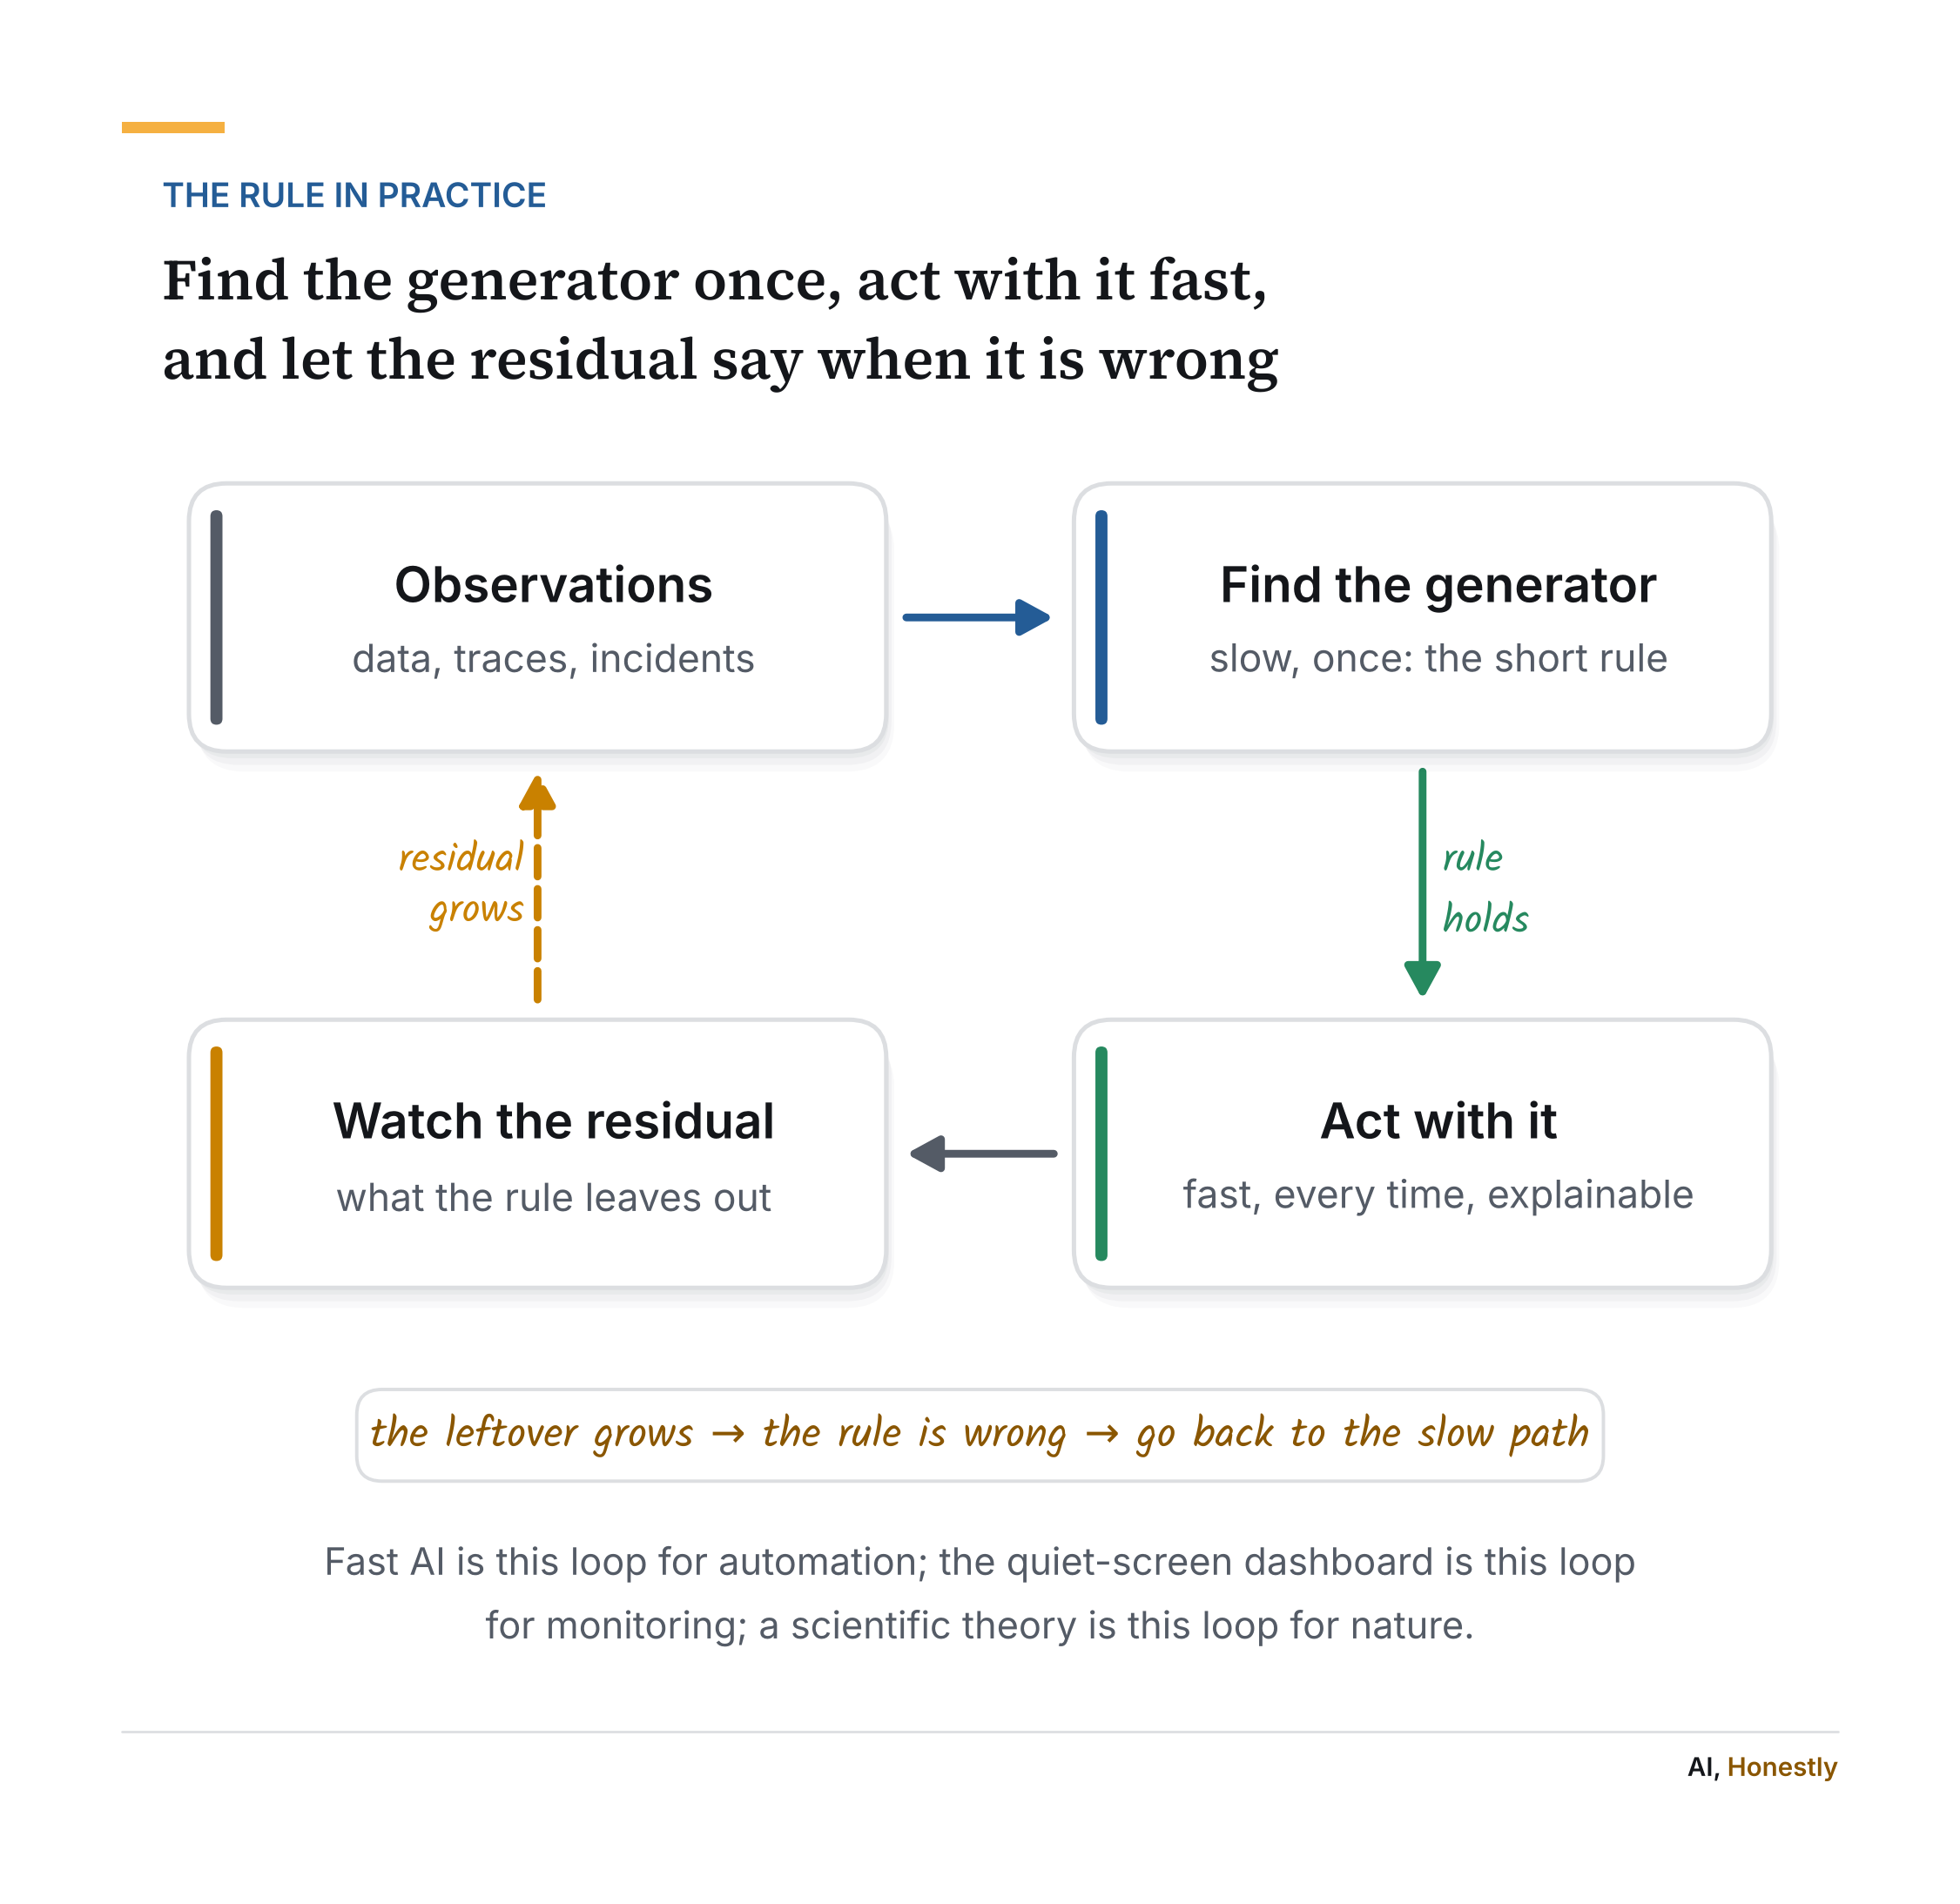 THE RULE IN PRACTICE
Find the generator once, act with it fast,
and let the residual say when it is wrong
Observations
data, traces, incidents
Find the generator
slow, once: the short rule
residual
grows
rule
holds
Watch the residual
what the rule leaves out
Act with it
fast, every time, explainable
the leftover grows → the rule is wrong → go back to the slow path
Fast AI is this loop for automation; the quiet-screen dashboard is this loop
for monitoring; a scientific theory is this loop for nature.
AI, Honestly